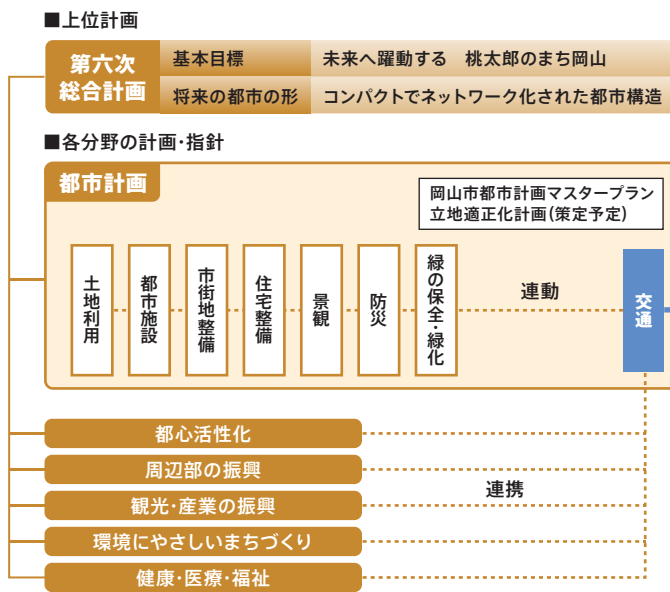 ■上位計画
第六次
総合計画
基本目標
未来へ躍動する　桃太郎のまち岡山
将来の都市の形
コンパクトでネットワーク化された都市構造
■各分野の計画・指針
都市計画
岡山市都市計画マスタープラン
立地適正化計画(策定予定)
土地利用
都市施設
市街地整備
住宅整備
景観
防災
緑の保全・緑化
連動
交通
都心活性化
周辺部の振興
観光・産業の振興
連携
環境にやさしいまちづくり
健康・医療・福祉